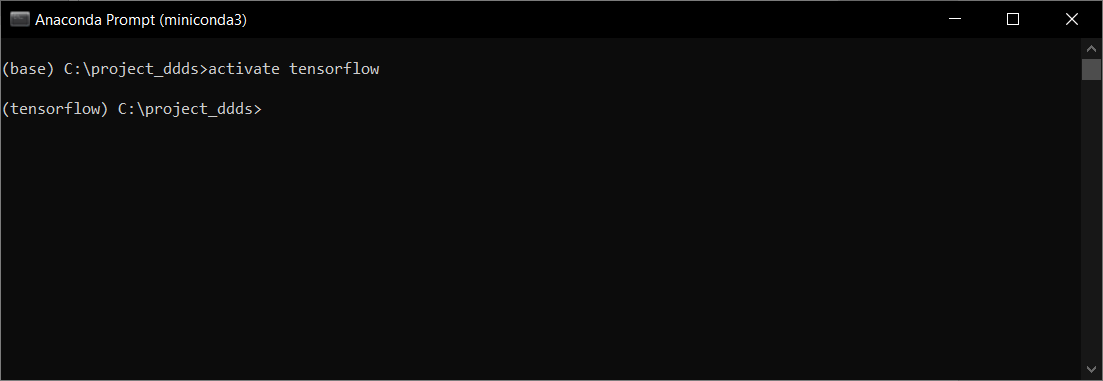 Anaconda Prompt (miniconda3)
(base) C:\project_ddds>activate tensorflow
(tensorflow) C:\project_ddds>